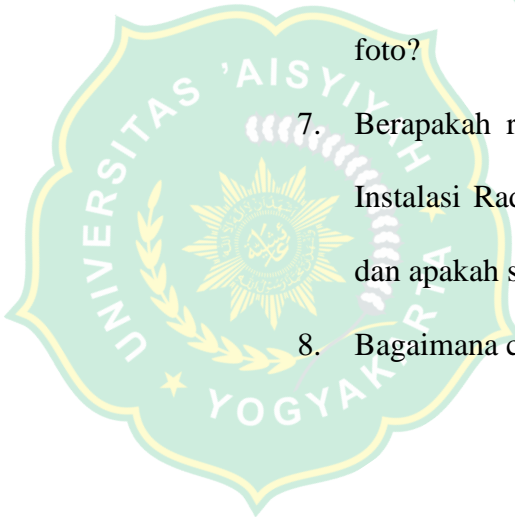 foto?
7. Berapakah
Instalasi
dan apakah
8. Bagaimana
UNIVERSITAS 'AISYIYAH
YOGYAKARTA